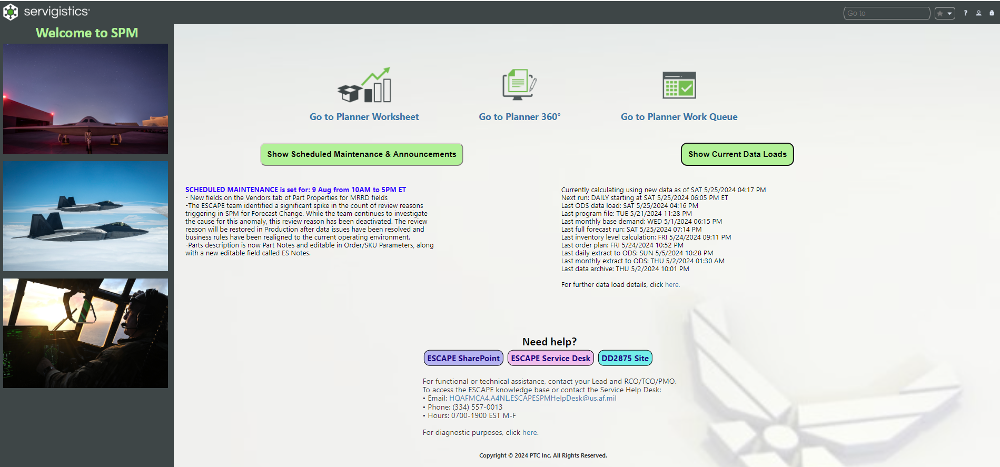 servigistics
Go to
?
Welcome to SPM
Go to Planner Worksheet
Go to Planner 360°
Go to Planner Work Queue
Show Scheduled Maintenance & Announcements
Show Current Data Loads
SCHEDULED MAINTENANCE is set for: 9 Aug from 10AM to 5PM ET
- New fields on the Vendors tab of Part Properties for MRRD fields
-The ESCAPE team identified a significant spike in the count of review reasons
triggering in SPM for Forecast Change. While the team continues to investigate
the cause for this anomaly, this review reason has been deactivated. The review
reason will be restored in Production after data issues have been resolved and
business rules have been realigned to the current operating environment.
-Parts description is now Part Notes and editable in Order/SKU Parameters, along
with a new editable field called ES Notes.
Currently calculating using new data as of SAT 5/25/2024 04:17 PM
Next run: DAILY starting at SAT 5/25/2024 06:05 PM ET
Last ODS data load: SAT 5/25/2024 04:16 PM
Last program file: TUE 5/21/2024 11:28 PM
Last monthly base demand: WED 5/1/2024 06:15 PM
Last full forecast run: SAT 5/25/2024 07:14 PM
Last inventory level calculation: FRI 5/24/2024 09:11 PM
Last order plan: FRI 5/24/2024 10:52 PM
Last daily extract to ODS: SUN 5/5/2024 10:28 PM
Last monthly extract to ODS: THU 5/2/2024 01:30 AM
Last data archive: THU 5/2/2024 10:01 PM
For further data load details, click here.
Need help?
ESCAPE SharePoint
ESCAPE Service Desk
DD2875 Site
For functional or technical assistance, contact your Lead and RCO/TCO/PMO.
To access the ESCAPE knowledge base or contact the Service Help Desk:
• Email: HQAFMCA4.A4NL.ESCAPESPMHelpDesk@us.af.mil
• Phone: (334) 557-0013
• Hours: 0700-1900 EST M-F
For diagnostic purposes, click here.
Copyright © 2024 PTC Inc. All Rights Reserved.